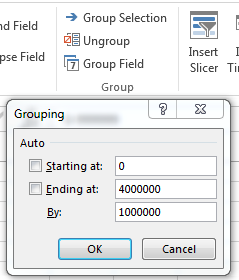 d Field
pse Field
Group Selection
Ungroup
Group Field
Group
Insert
Slicer
Grouping
Auto
Starting at: 0
Ending at: 4000000
By: 1000000
OK
Cancel